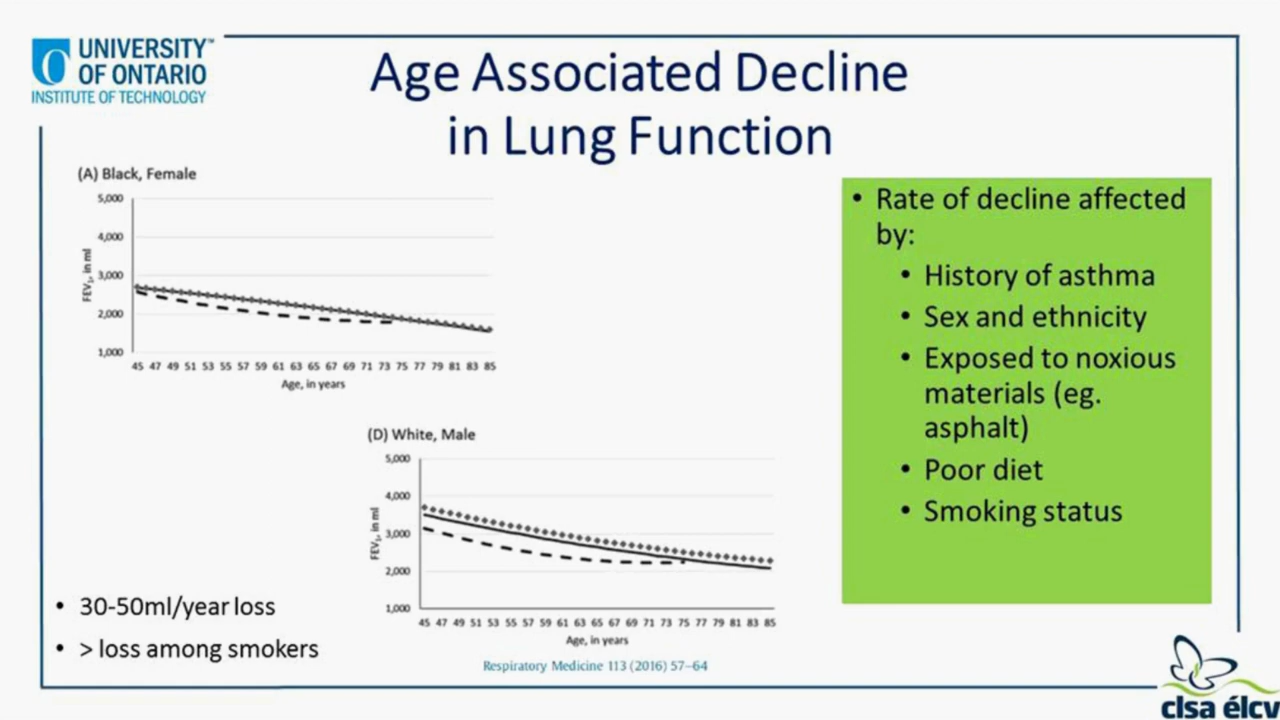 UNIVERSITY™
OF ONTARIO
INSTITUTE OF TECHNOLOGY
Age Associated Decline
in Lung Function
(A) Black, Female
5,000
4,000
3,000
2,000
1,000
FEV₁, in ml
45 47 49 51 53 55 57 59 61 63 65 67 69 71 73 75 77 79 81 83 85
Age, in years
(D) White, Male
5,000
4,000
3,000
2,000
1,000
FEV₁, in ml
45 47 49 51 53 55 57 59 61 63 65 67 69 71 73 75 77 79 81 83 85
Age, in years
Respiratory Medicine 113 (2016) 57–64
• 30-50ml/year loss
• > loss among smokers
• Rate of decline affected
by:
• History of asthma
• Sex and ethnicity
• Exposed to noxious
materials (eg.
asphalt)
• Poor diet
• Smoking status
clsa élcv